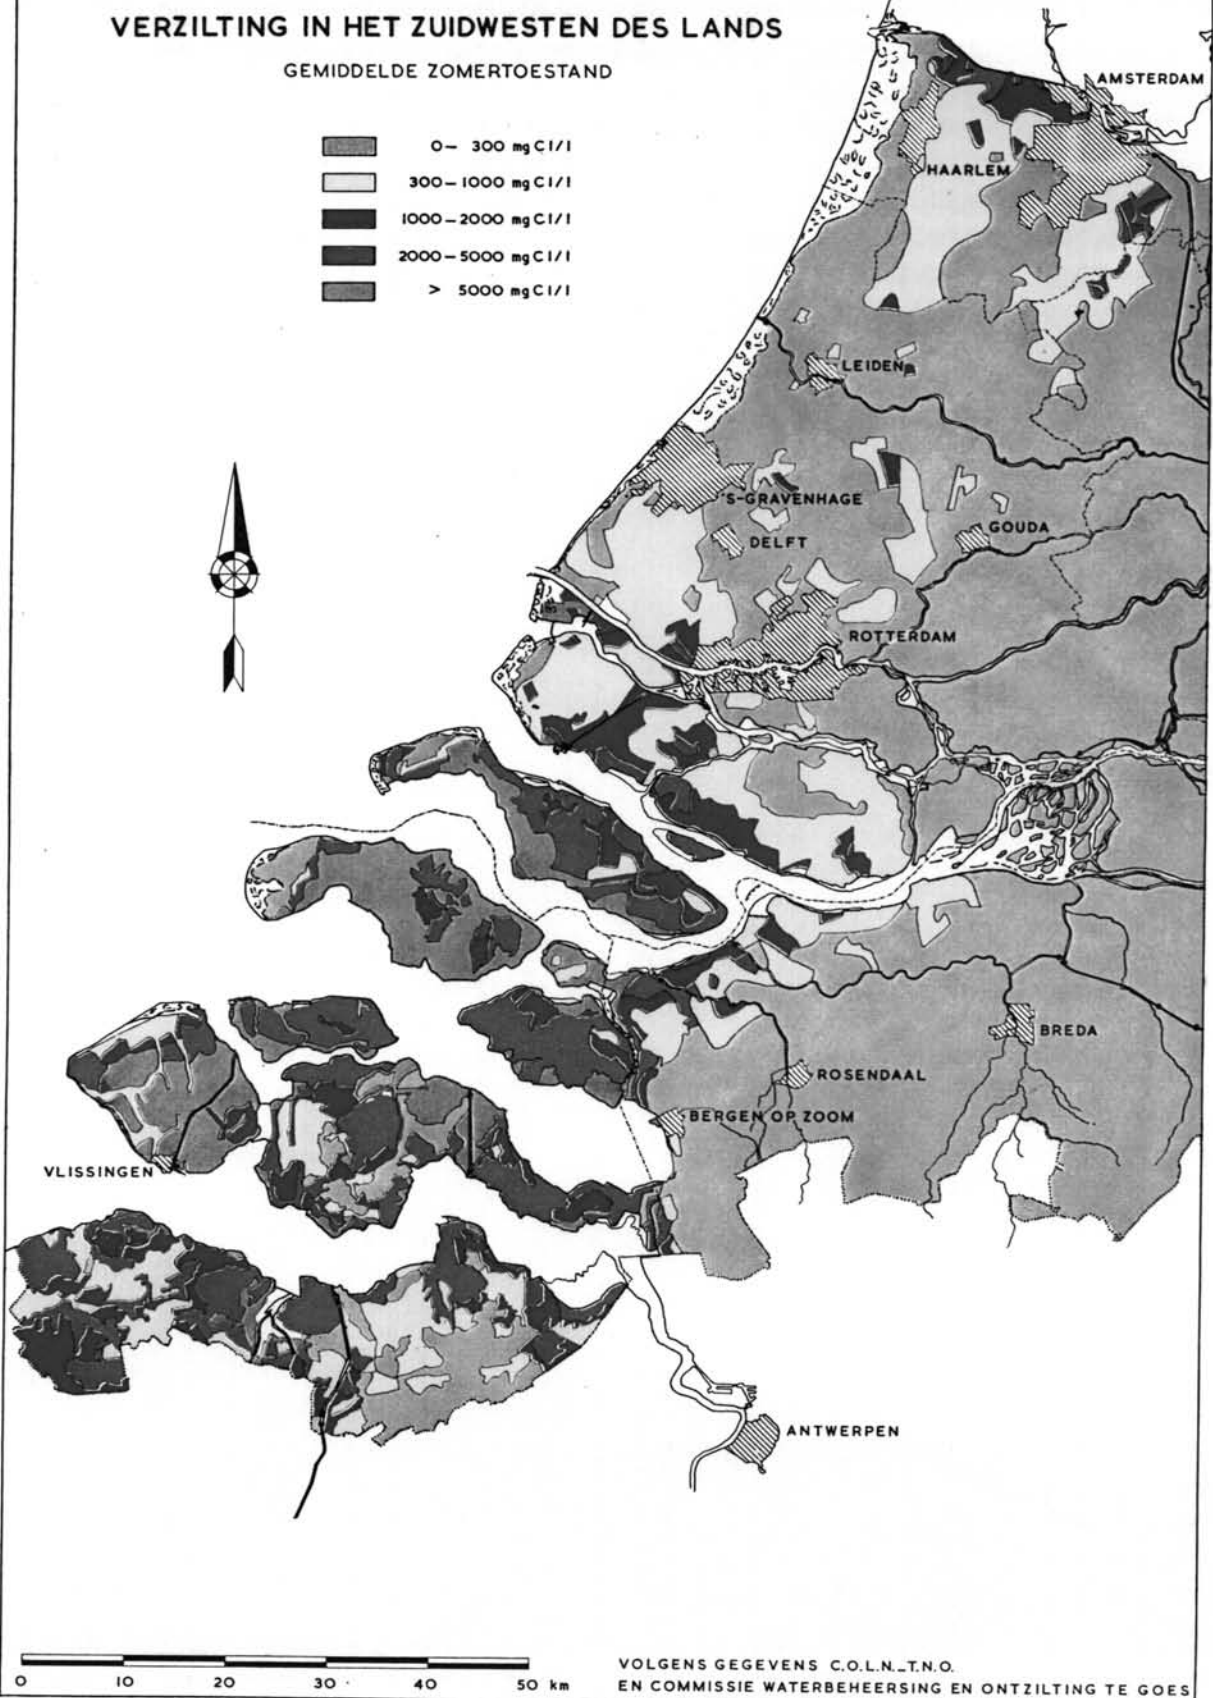 VERZILTING IN HET ZUIDWESTEN DES LANDS
GEMIDDELDE ZOMERTOESTAND
0– 300 mg Cl/l
300–1000 mg Cl/l
1000–2000 mg Cl/l
2000–5000 mg Cl/l
> 5000 mg Cl/l
AMSTERDAM
HAARLEM
LEIDEN
'S-GRAVENHAGE
DELFT
GOUDA
ROTTERDAM
BREDA
ROSENDAAL
BERGEN OP ZOOM
VLISSINGEN
ANTWERPEN
0 10 20 30 40 50 km
VOLGENS GEGEVENS C.O.L.N._T.N.O.
EN COMMISSIE WATERBEHEERSING EN ONTZILTING TE GOES